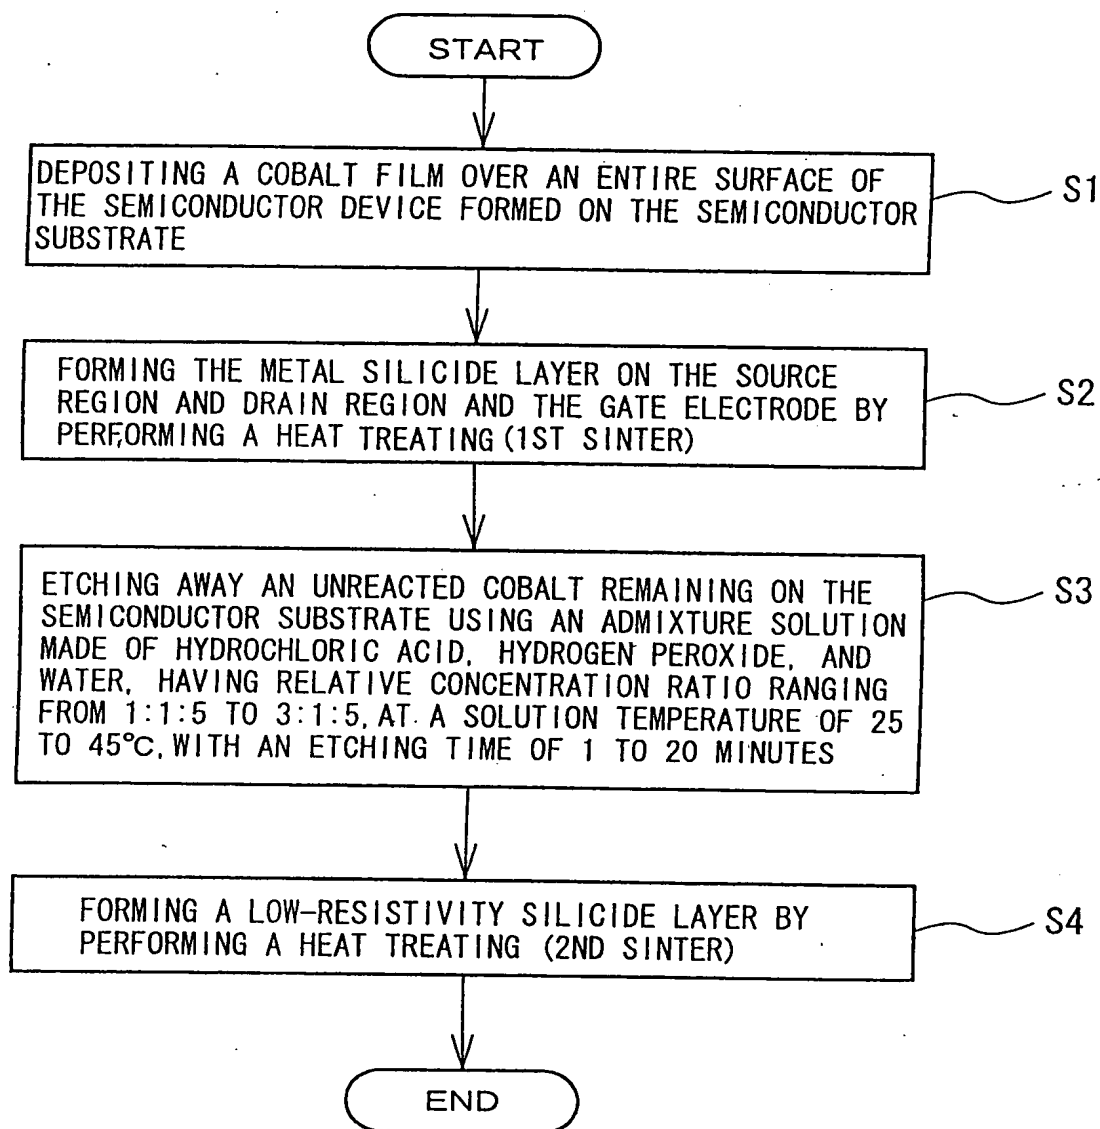 START
DEPOSITING A COBALT FILM OVER AN ENTIRE SURFACE OF
THE SEMICONDUCTOR DEVICE FORMED ON THE SEMICONDUCTOR
SUBSTRATE
S1
FORMING THE METAL SILICIDE LAYER ON THE SOURCE
REGION AND DRAIN REGION AND THE GATE ELECTRODE BY
PERFORMING A HEAT TREATING (1ST SINTER)
S2
ETCHING AWAY AN UNREACTED COBALT REMAINING ON THE
SEMICONDUCTOR SUBSTRATE USING AN ADMIXTURE SOLUTION
MADE OF HYDROCHLORIC ACID, HYDROGEN PEROXIDE, AND
WATER, HAVING RELATIVE CONCENTRATION RATIO RANGING
FROM 1:1:5 TO 3:1:5, AT A SOLUTION TEMPERATURE OF 25
TO 45°C, WITH AN ETCHING TIME OF 1 TO 20 MINUTES
S3
FORMING A LOW-RESISTIVITY SILICIDE LAYER BY
PERFORMING A HEAT TREATING (2ND SINTER)
S4
END